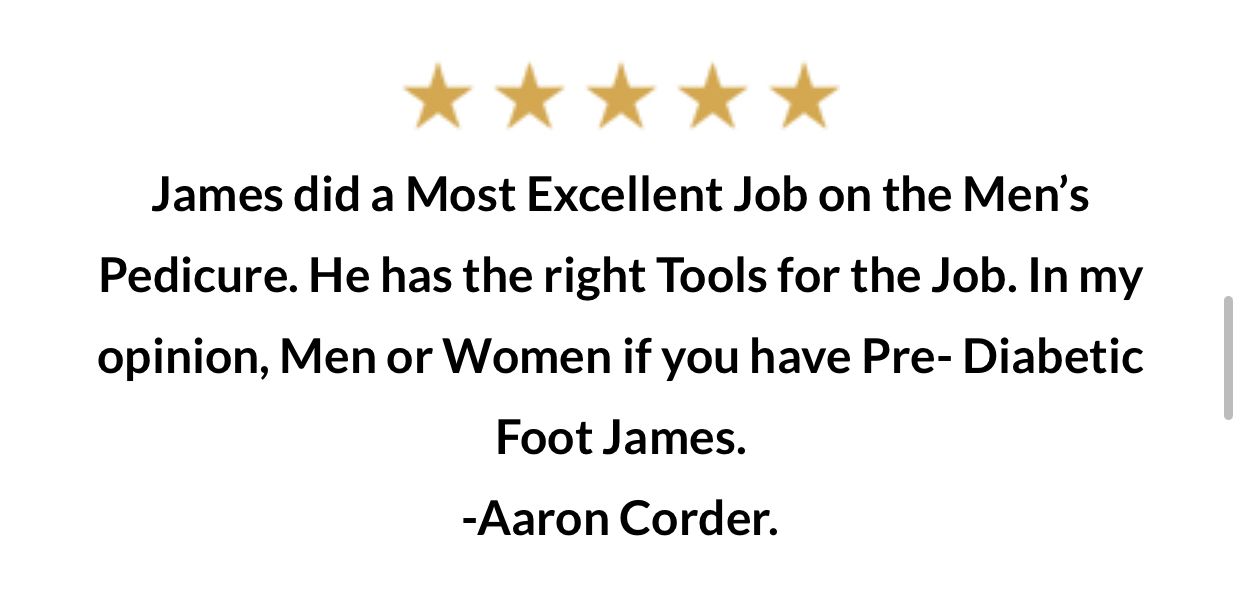 James did a Most Excellent Job on the Men’s
Pedicure. He has the right Tools for the Job. In my
opinion, Men or Women if you have Pre- Diabetic
Foot James.
-Aaron Corder.